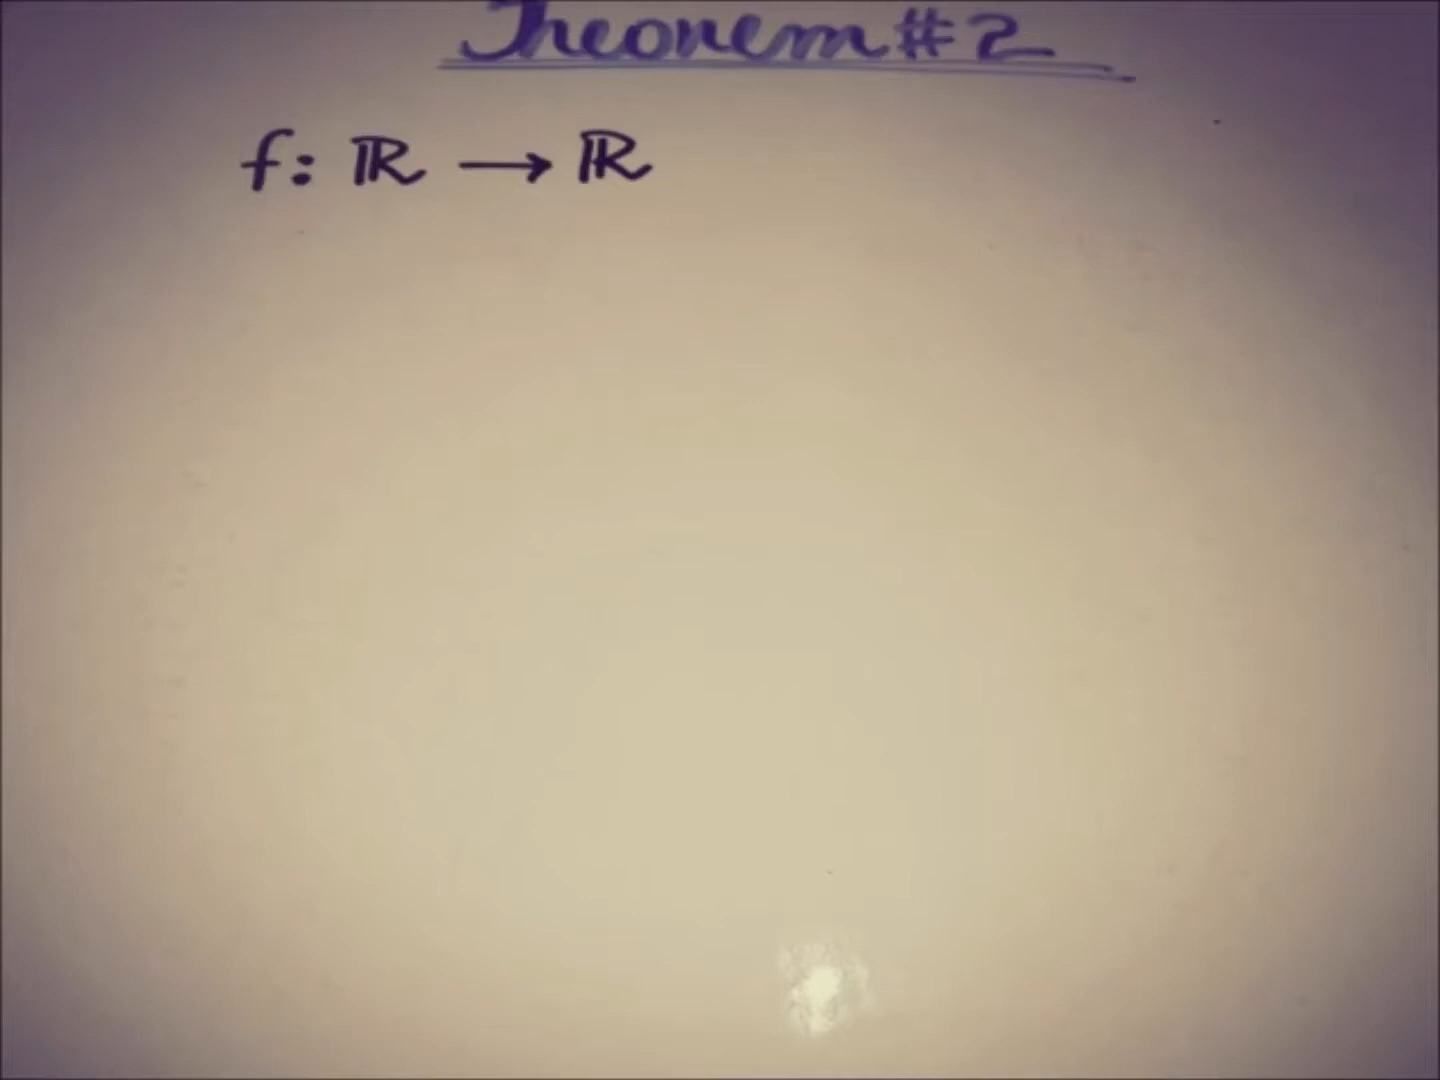 Theorem #2
f: ℝ → ℝ